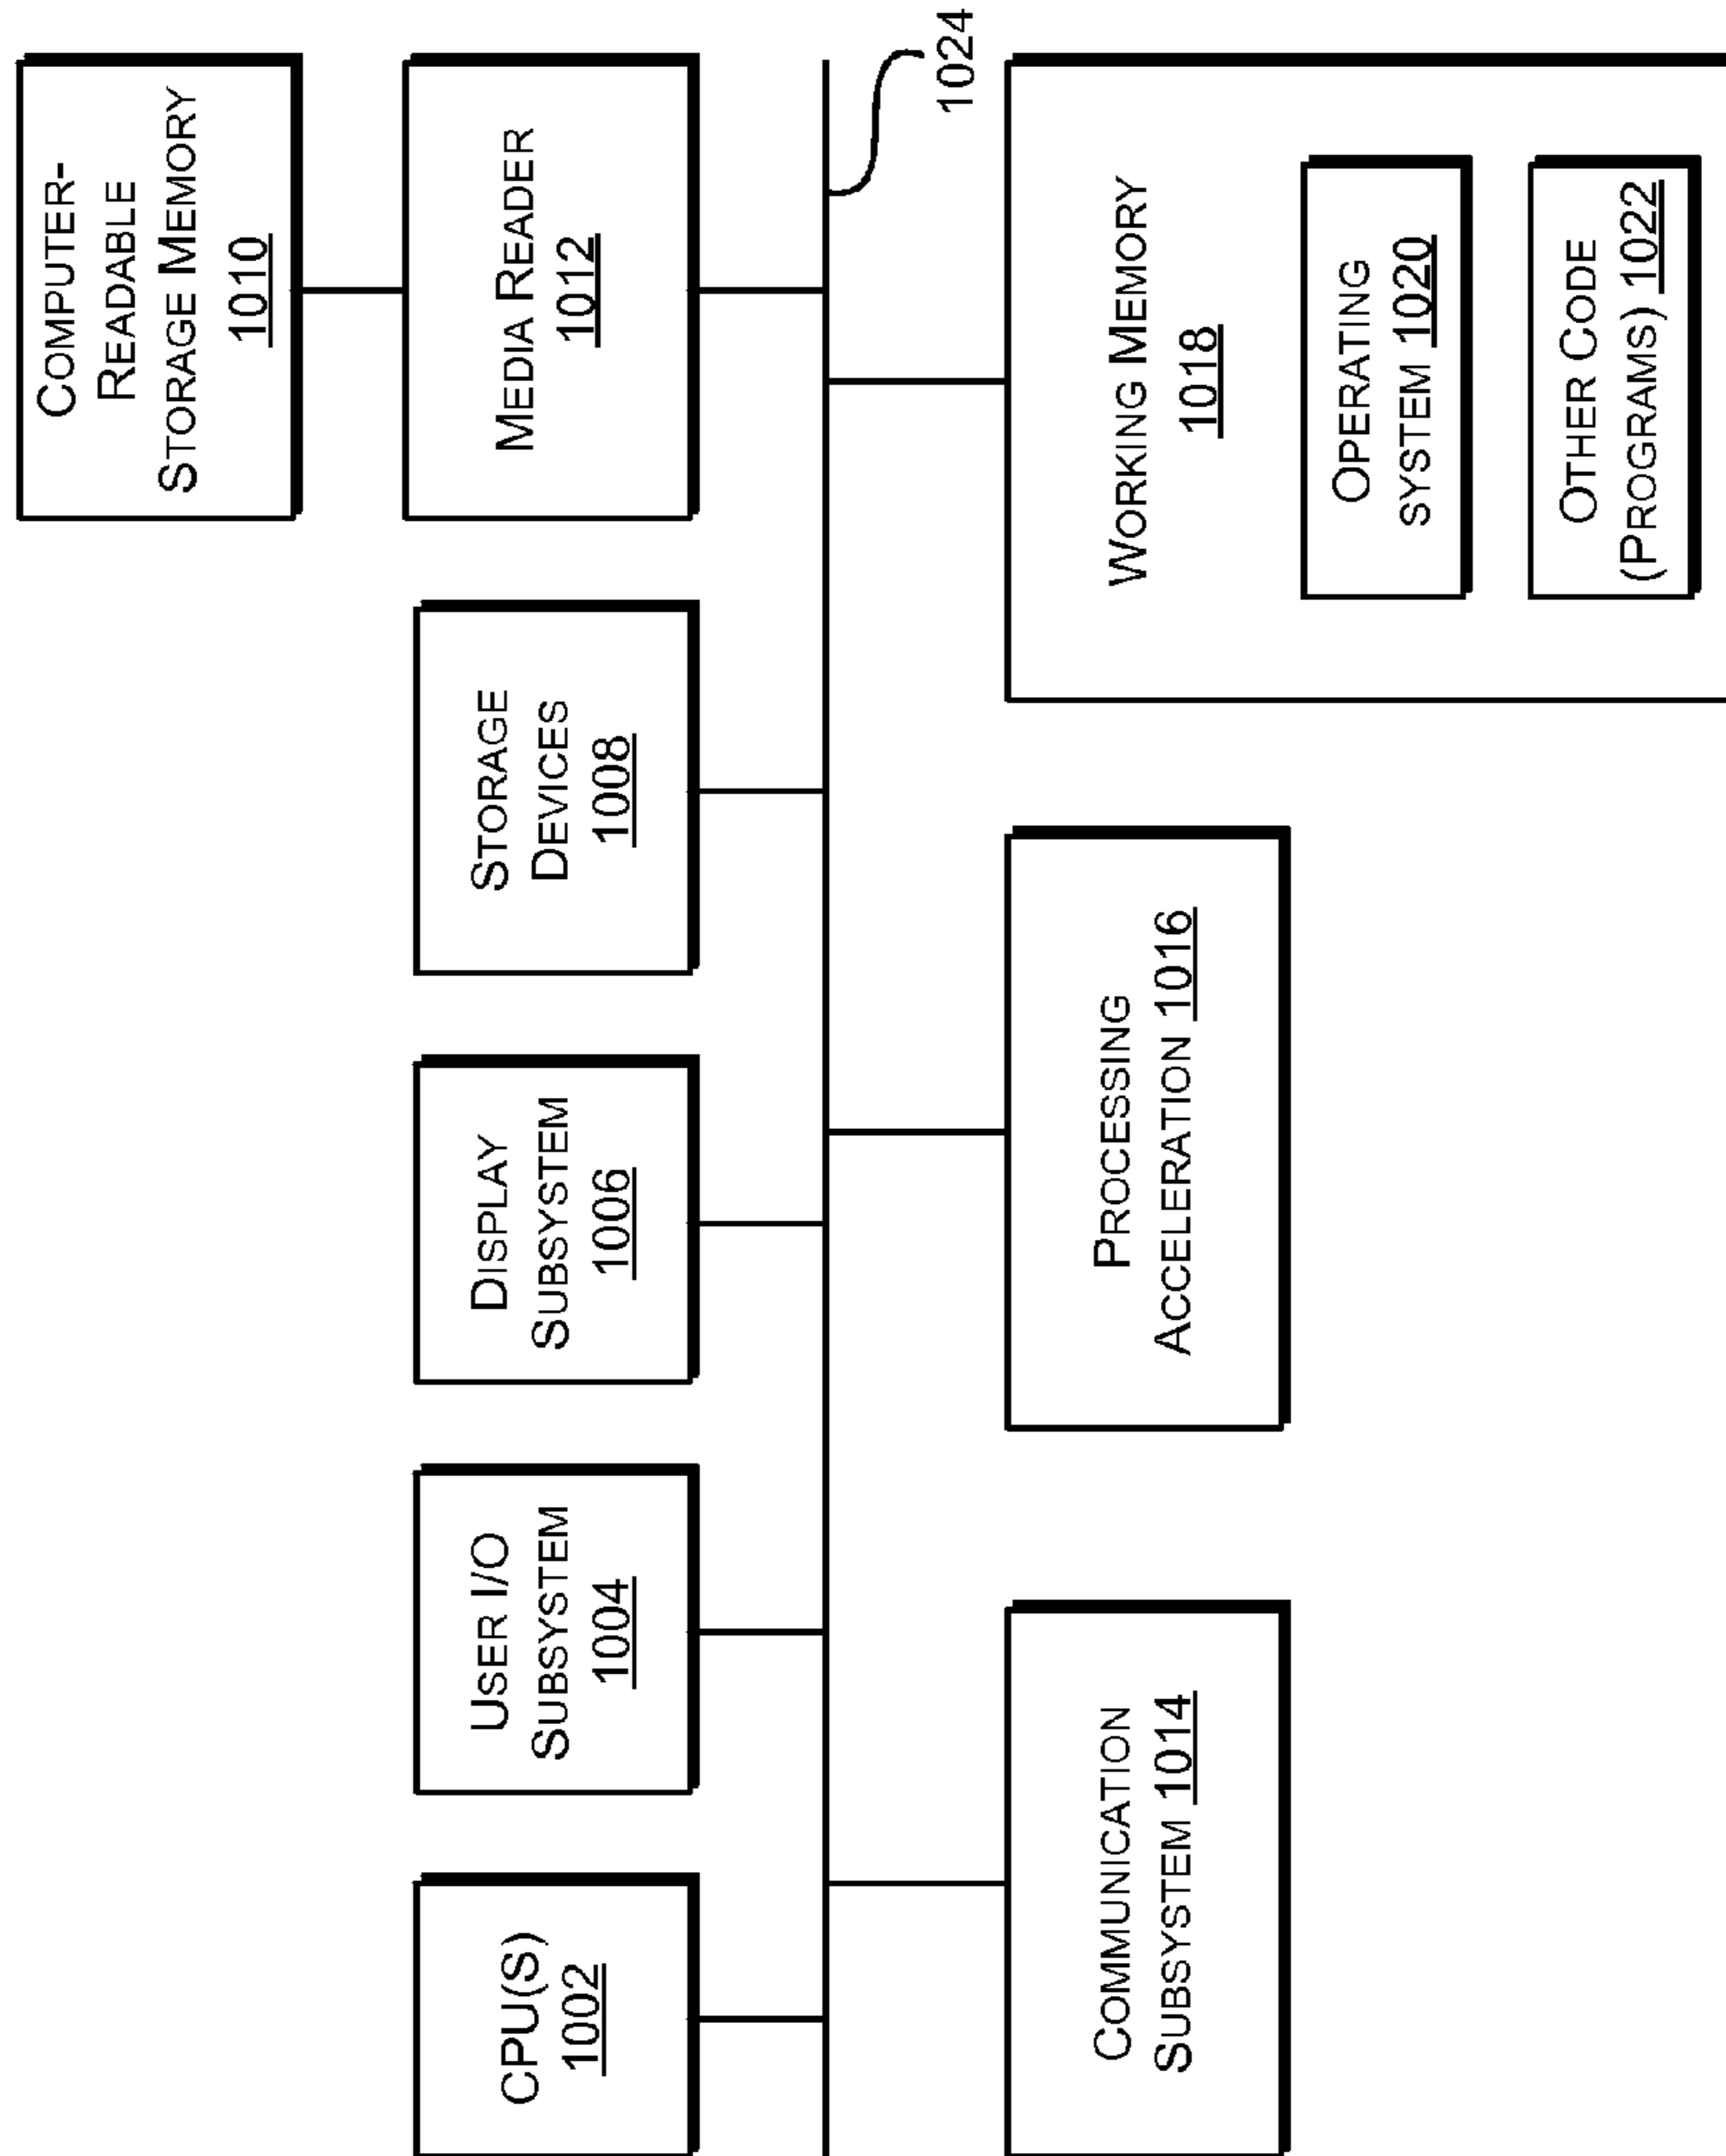 COMPUTER-
READABLE
STORAGE MEMORY
1010
CPU(S)
1002
USER I/O
SUBSYSTEM
1004
DISPLAY
SUBSYSTEM
1006
STORAGE
DEVICES
1008
MEDIA READER
1012
1024
COMMUNICATION
SUBSYSTEM 1014
PROCESSING
ACCELERATION 1016
WORKING MEMORY
1018
OPERATING
SYSTEM 1020
OTHER CODE
(PROGRAMS) 1022